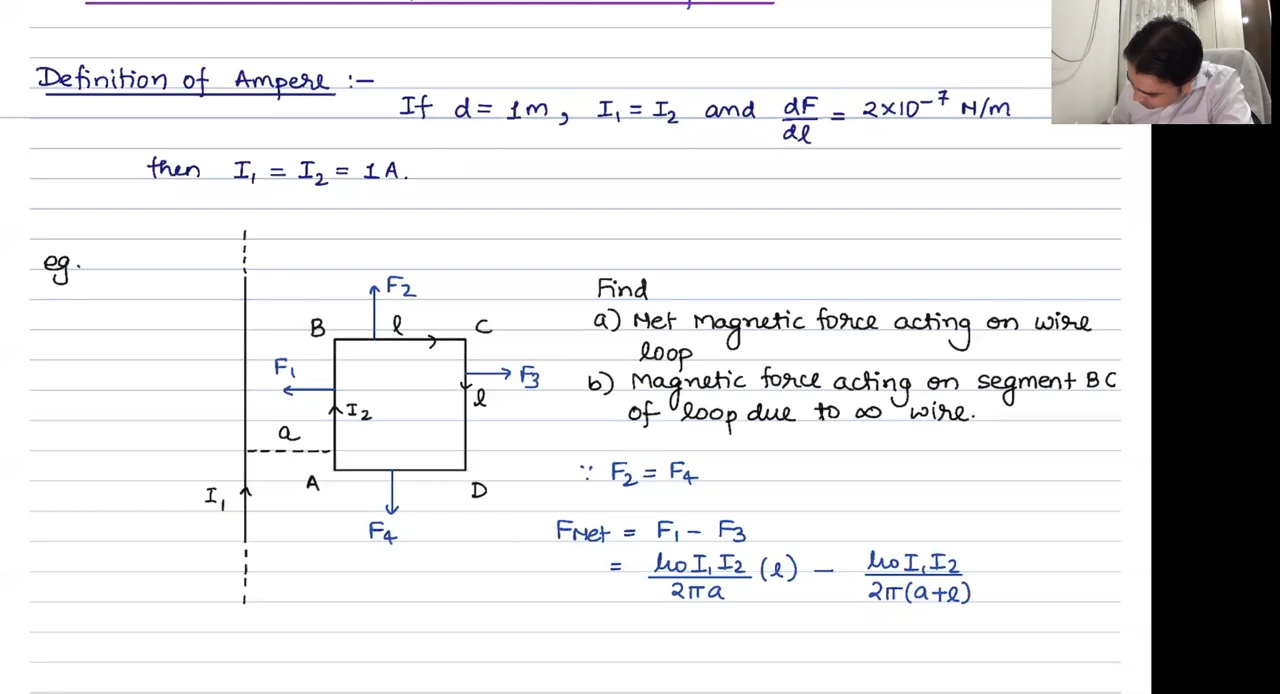 Definition of Ampere :-
If d = 1m, I₁ = I₂ and dF/dl = 2×10⁻⁷ N/m
then I₁ = I₂ = 1 A.
eg.
F₂
B l C
F₁ F₃
I₂ l
a
A D
I₁
F₄
Find
a) Net magnetic force acting on wire
loop
b) Magnetic force acting on segment BC
of loop due to ∞ wire.
∵ F₂ = F₄
FNet = F₁ - F₃
= μ₀I₁I₂/2πa (l) - μ₀I₁I₂/2π(a+l)